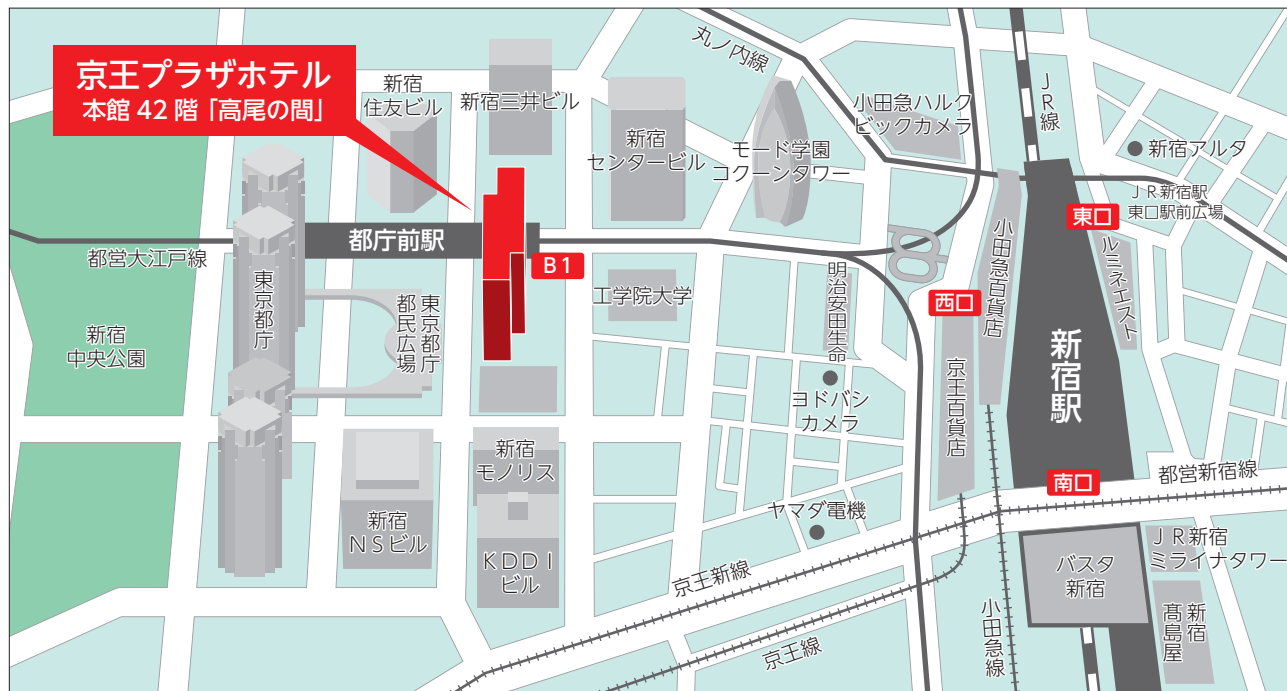 京王プラザホテル
本館 42 階「高尾の間」
新宿
住友ビル
新宿三井ビル
新宿
センタービル
モード学園
コクーンタワー
丸ノ内線
小田急ハルク
ビックカメラ
ＪＲ線
新宿アルタ
ＪＲ新宿駅
東口駅前広場
東口
ルミネエスト
都営大江戸線
都庁前駅
B1
工学院大学
明治安田生命
西口
小田急百貨店
新宿駅
新宿
中央公園
東京都庁
東京都庁
都民広場
ヨドバシ
カメラ
京王百貨店
新宿
モノリス
新宿
ＮＳビル
ＫＤＤＩ
ビル
ヤマダ電機
南口
都営新宿線
京王新線
京王線
小田急線
バスタ
新宿
ＪＲ新宿
ミライナタワー
新宿
髙島屋